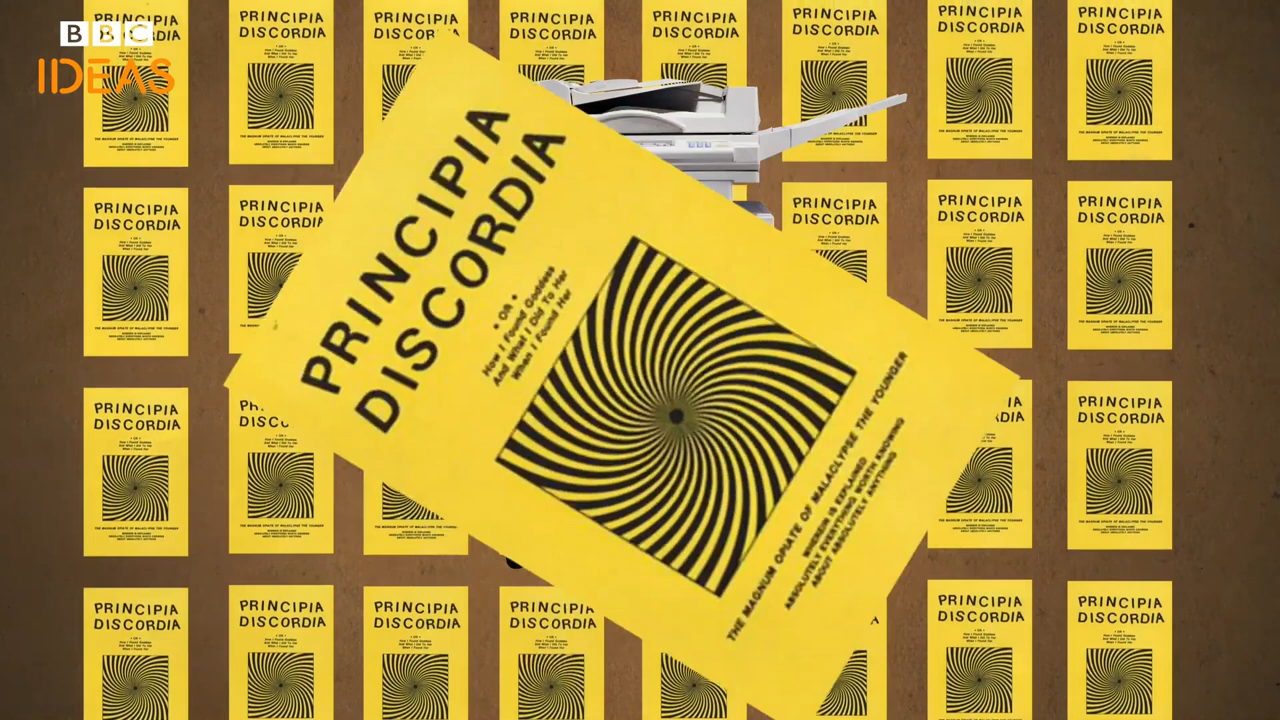 BBC
IDEAS
PRINCIPIA
DISCORDIA
• OR •
How I Found Goddess
And What I Did To Her
When I Found Her
THE MAGNUM OPIATE OF MALACLYPSE THE YOUNGER
WHEREIN IS EXPLAINED
ABSOLUTELY EVERYTHING WORTH KNOWING
ABOUT ABSOLUTELY ANYTHING